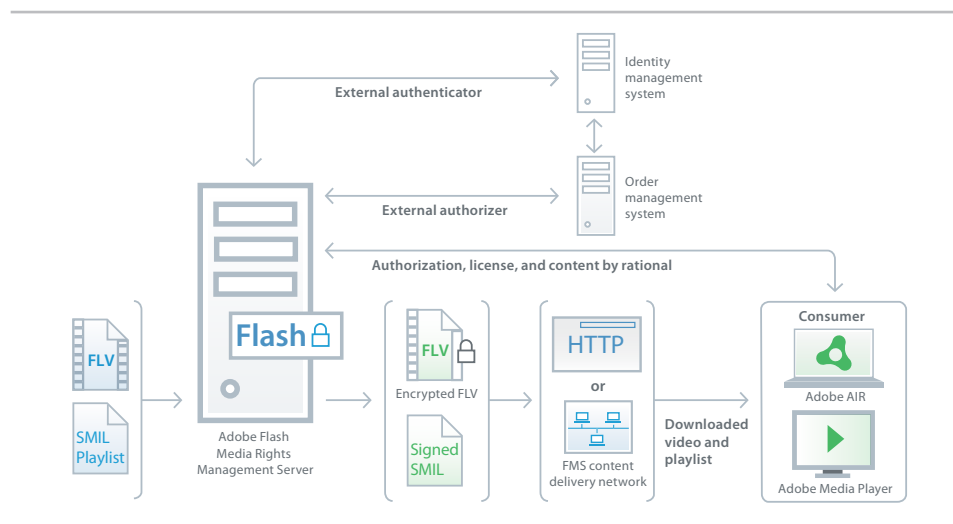 Identity
management
system
External authenticator
Order
management
system
External authorizer
Authorization, license, and content by rational
FLV
SMIL
Playlist
Flash
Adobe Flash
Media Rights
Management Server
FLV
Encrypted FLV
Signed
SMIL
HTTP
or
FMS content
delivery network
Downloaded
video and
playlist
Consumer
Adobe AIR
Adobe Media Player